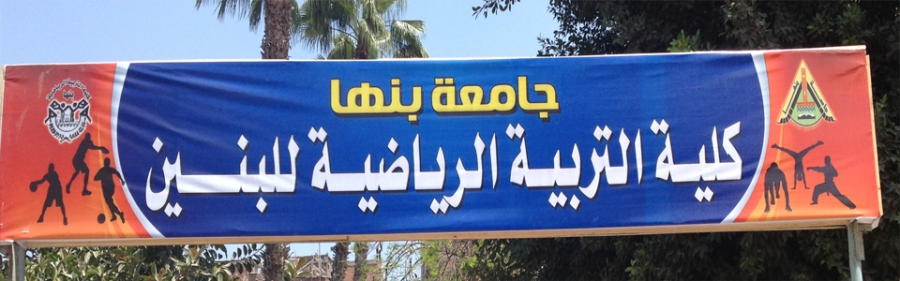 جامعة بنها
كلية التربية الرياضية للبنين